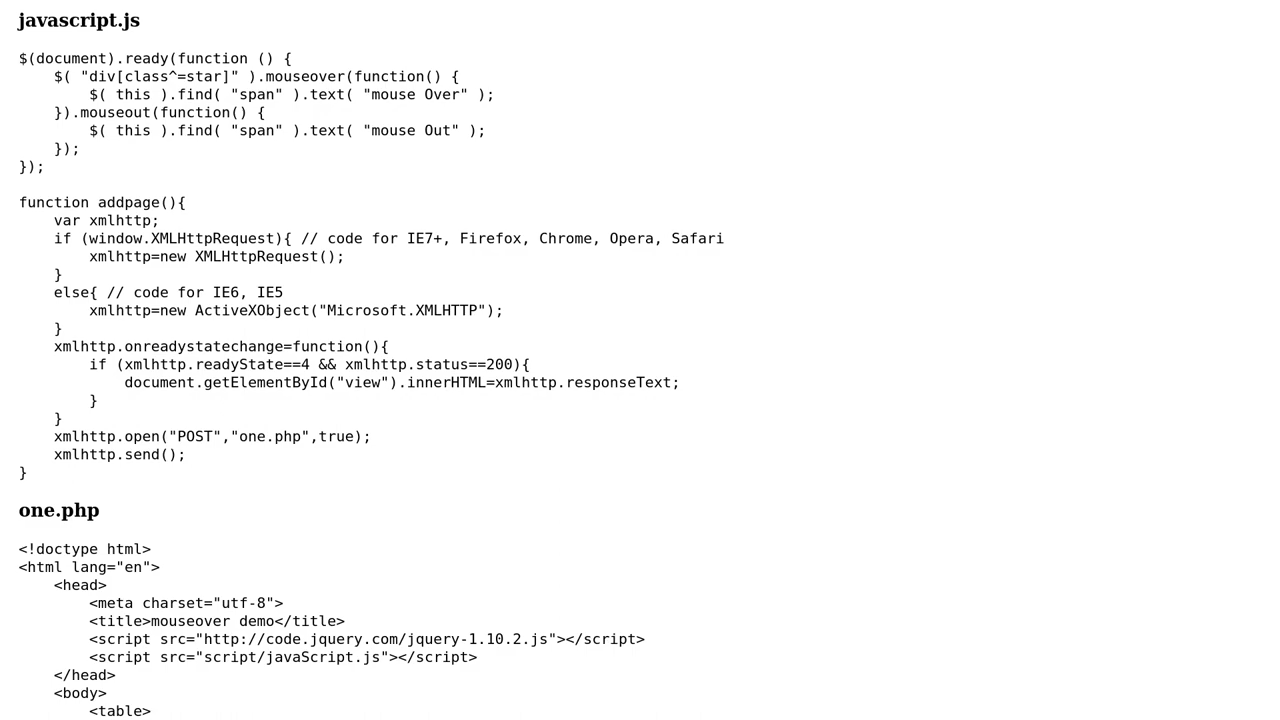 javascript.js
$(document).ready(function () {
    $( "div[class^=star]" ).mouseover(function() {
        $( this ).find( "span" ).text( "mouse Over" );
    }).mouseout(function() {
        $( this ).find( "span" ).text( "mouse Out" );
    });
});

function addpage(){
    var xmlhttp;
    if (window.XMLHttpRequest){ // code for IE7+, Firefox, Chrome, Opera, Safari
        xmlhttp=new XMLHttpRequest();
    }
    else{ // code for IE6, IE5
        xmlhttp=new ActiveXObject("Microsoft.XMLHTTP");
    }
    xmlhttp.onreadystatechange=function(){
        if (xmlhttp.readyState==4 && xmlhttp.status==200){
            document.getElementById("view").innerHTML=xmlhttp.responseText;
        }
    }
    xmlhttp.open("POST","one.php",true);
    xmlhttp.send();
}
one.php
<!doctype html>
<html lang="en">
    <head>
        <meta charset="utf-8">
        <title>mouseover demo</title>
        <script src="http://code.jquery.com/jquery-1.10.2.js"></script>
        <script src="script/javaScript.js"></script>
    </head>
    <body>
        <table>